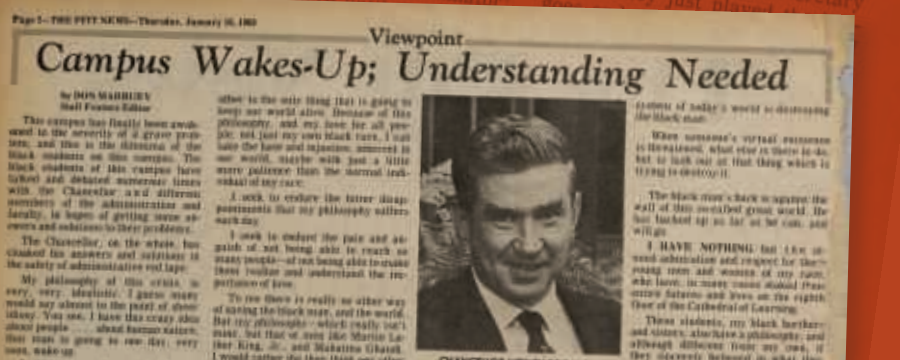 Page 2—THE PITT NEWS—Thursday, January 16, 1969
Viewpoint
Campus Wakes-Up; Understanding Needed
by DON MARBURY
Staff Feature Editor
This campus has finally been awak-
ened to the severity of a grave prob-
lem, and this is the dilemma of the
black students on this campus. The
black students of this campus have
talked and debated numerous times
with the Chancellor and different
members of the administration and
faculty, in hopes of getting some an-
swers and solutions to their problems.
The Chancellor, on the whole, has
cloaked his answers and solutions in
the safety of administrative red tape.
My philosophy of this crisis, is
very, very, idealistic. I guess many
would say almost to the point of sheer
idiocy. You see, I have this crazy idea
about people . . . about human nature,
that man is going to one day, very
soon, wake-up
other is the only thing that is going to
keep our world alive. Because of this
philosophy, and my love for all peo-
ple, not just my own black race, I can
take the hate and injustice, inherent in
our world, maybe with just a little
more patience than the normal indi-
vidual of my race.
I seek to endure the bitter disap-
pointments that my philosophy suffers
each day.
I seek to endure the pain and an-
guish of not being able to reach so
many people—of not being able to make
them realize and understand the im-
portance of love.
To me there is really no other way
of saving the black man, and the world.
But my philosophy—which really isn't
mine, but that of men like Martin Lu-
ther King, Jr., and Mahatma Ghandi.
I would rather die than
system of today's world is destroying
the black man.
When someone's virtual existence
is threatened, what else is there to do,
but to lash out at that thing which is
trying to destroy it.
The black man's back is against the
wall of this so-called great world. He
has backed up as far as he can, and
will go.
I HAVE NOTHING but the ut-
most admiration and respect for the
young men and women of my race,
who have, in many cases staked their
entire futures and lives on the eighth
floor of the Cathedral of Learning.
These students, my black brothers
and sisters, also have a philosophy, and
although different from my own, it